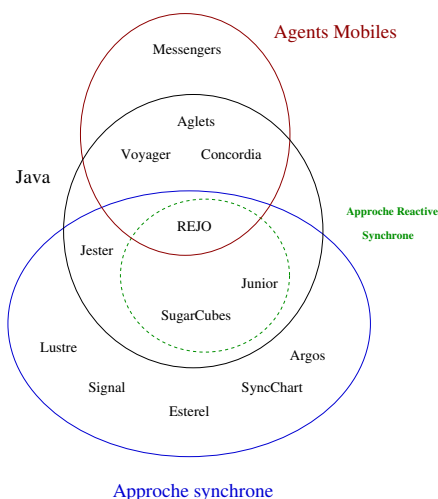 Agents Mobiles
Messengers
Aglets
Voyager Concordia
Java
Approche Reactive
Synchrone
REJO
Jester
Junior
SugarCubes
Lustre
Argos
Signal
SyncChart
Esterel
Approche synchrone